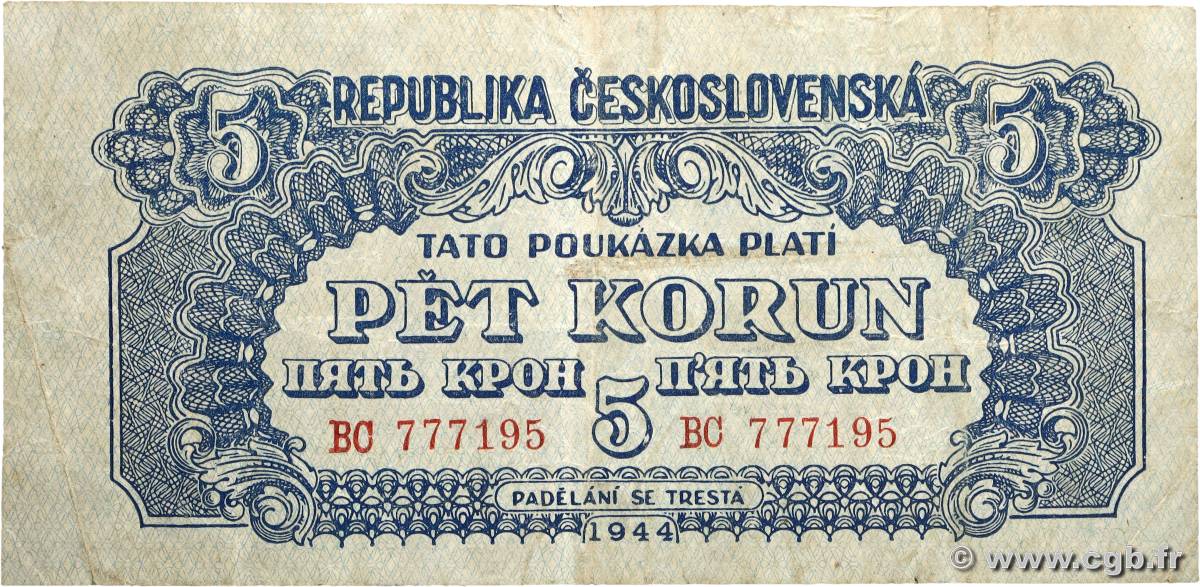 5 REPUBLIKA ČESKOSLOVENSKÁ 5
TATO POUKÁZKA PLATÍ
PĚT KORUN
ПЯТЬ КРОН П'ЯТЬ КРОН
5
BC 777195 BC 777195
PADĚLÁNÍ SE TRESTÁ
1944
© www.cgb.fr